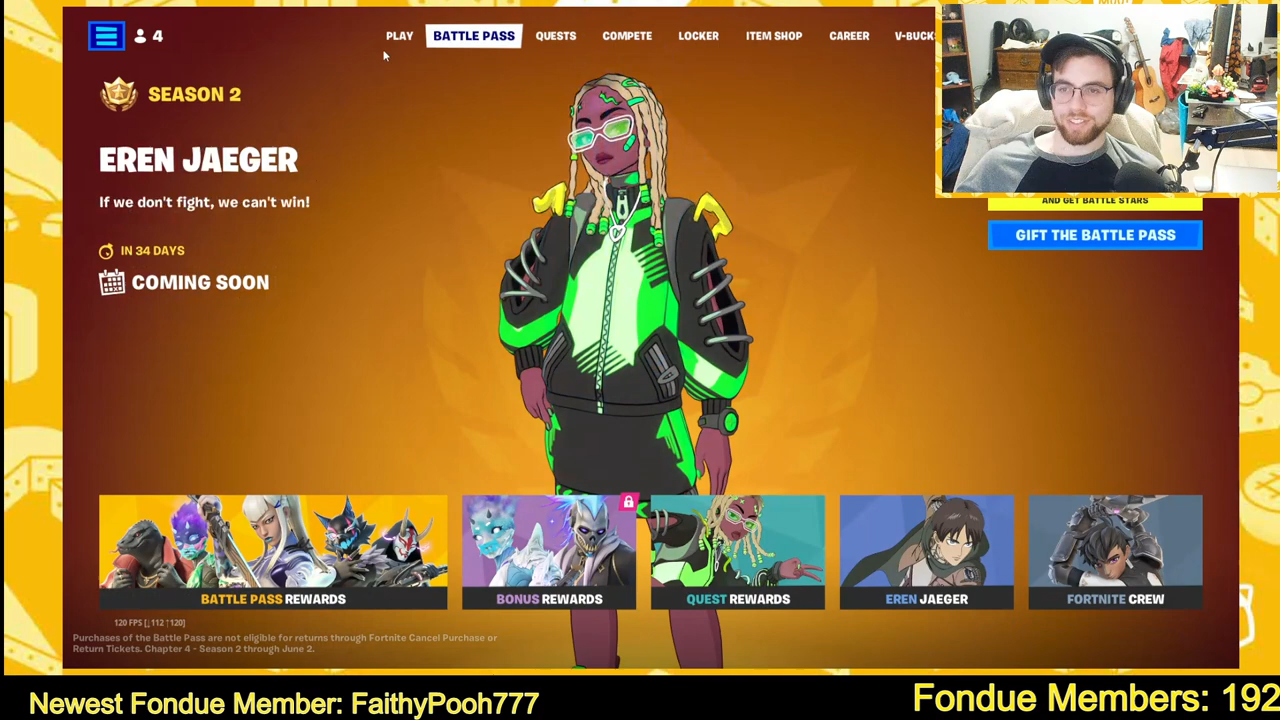 4
PLAY
BATTLE PASS
QUESTS
COMPETE
LOCKER
ITEM SHOP
CAREER
V-BUCKS
SEASON 2
EREN JAEGER
If we don't fight, we can't win!
IN 34 DAYS
COMING SOON
AND GET BATTLE STARS
GIFT THE BATTLE PASS
BATTLE PASS REWARDS
BONUS REWARDS
QUEST REWARDS
EREN JAEGER
FORTNITE CREW
120 FPS [↓112 ↑120]
Purchases of the Battle Pass are not eligible for returns through Fortnite Cancel Purchase or
Return Tickets. Chapter 4 - Season 2 through June 2.
Newest Fondue Member: FaithyPooh777
Fondue Members: 192